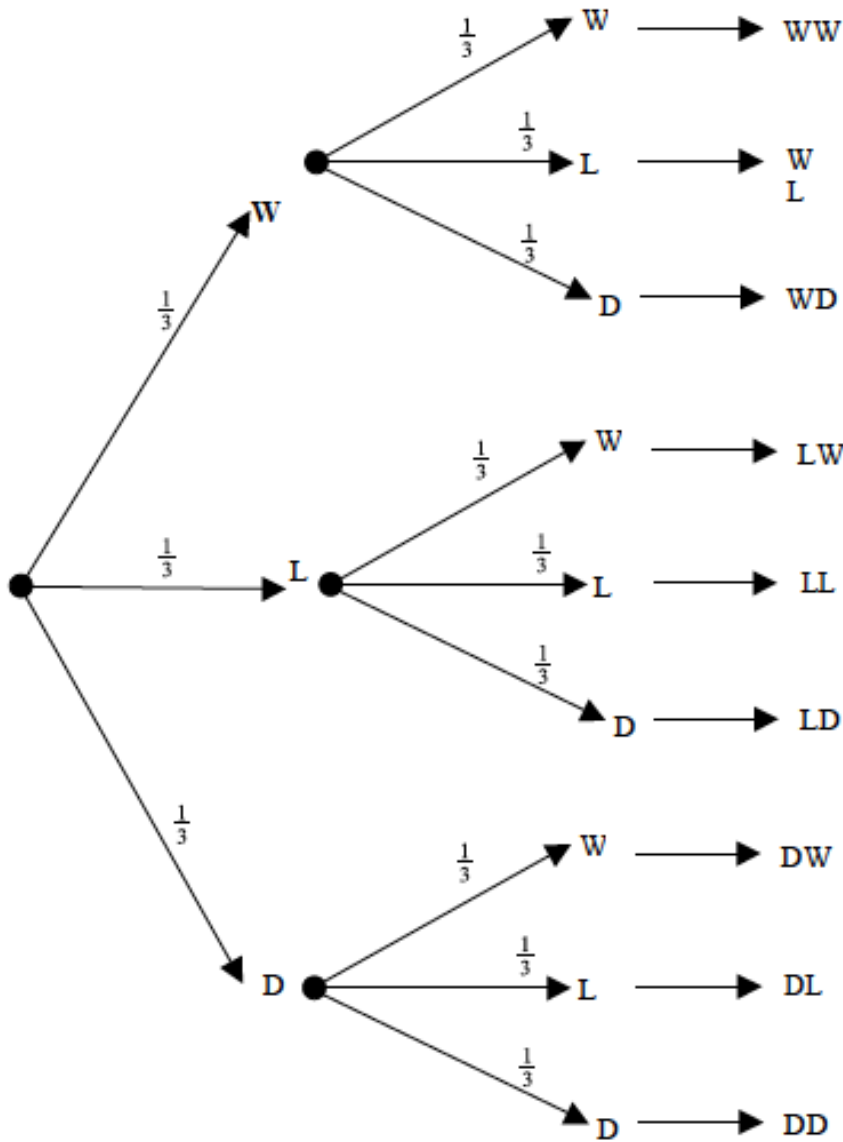 1/3 W WW
1/3 L W
L
W
1/3 D WD
1/3
1/3 W LW
1/3 L 1/3 L LL
1/3 D LD
1/3
1/3 W DW
D 1/3 L DL
1/3 D DD